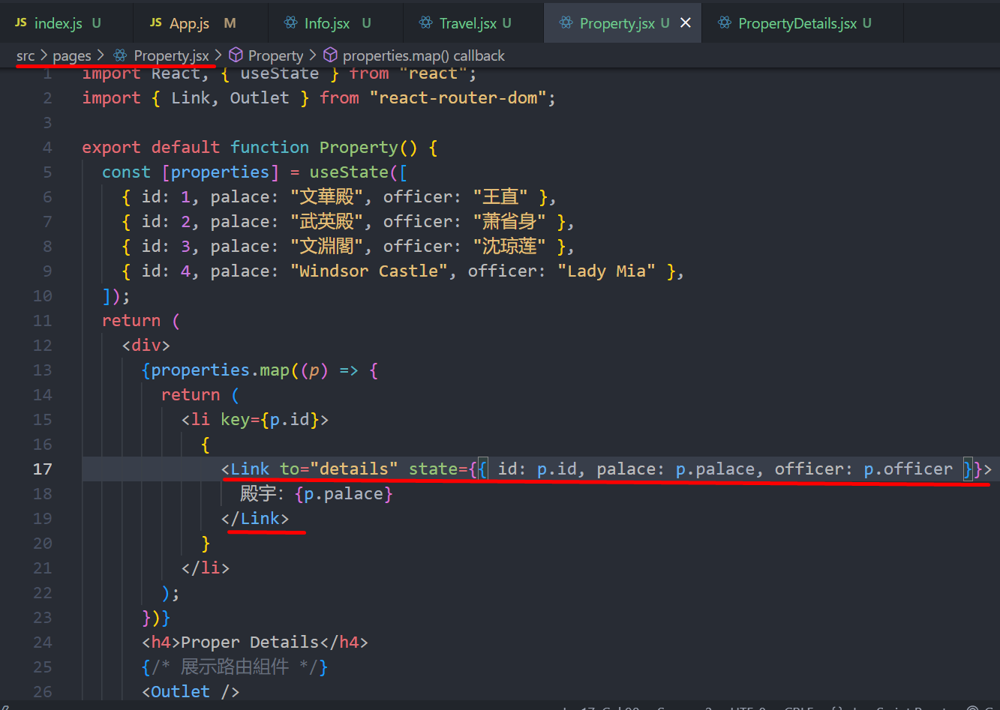 JS index.js U JS App.js M Info.jsx U Travel.jsx U Property.jsx U PropertyDetails.jsx U
src > pages > Property.jsx > Property > properties.map() callback
1 import React, { useState } from "react";
2 import { Link, Outlet } from "react-router-dom";
3
4 export default function Property() {
5 const [properties] = useState([
6 { id: 1, palace: "文華殿", officer: "王直" },
7 { id: 2, palace: "武英殿", officer: "萧省身" },
8 { id: 3, palace: "文淵閣", officer: "沈琼莲" },
9 { id: 4, palace: "Windsor Castle", officer: "Lady Mia" },
10 ]);
11 return (
12 <div>
13 {properties.map((p) => {
14 return (
15 <li key={p.id}>
16 {
17 <Link to="details" state={{ id: p.id, palace: p.palace, officer: p.officer }}>
18 殿宇: {p.palace}
19 </Link>
20 }
21 </li>
22 );
23 })}
24 <h4>Proper Details</h4>
25 {/* 展示路由組件 */}
26 <Outlet />